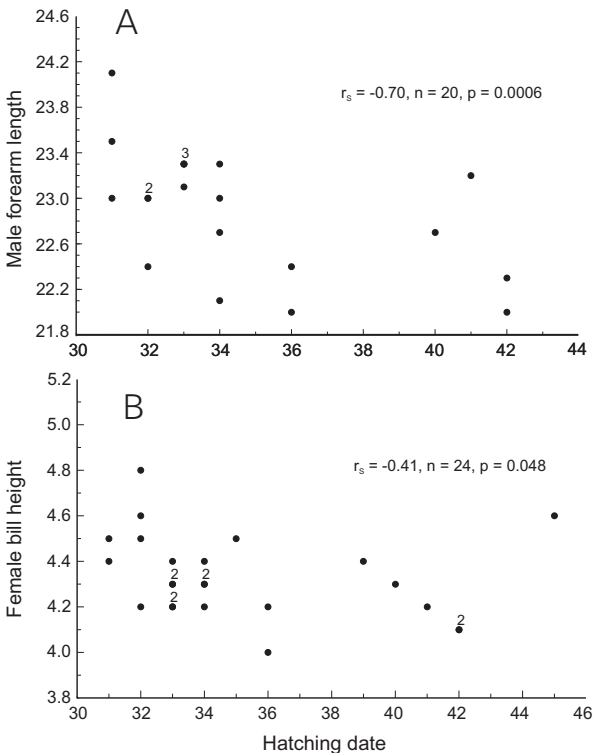 A
24.6
24.2
23.8
23.4
23.0
22.6
22.2
21.8
Male forearm length
rₛ = -0.70, n = 20, p = 0.0006
3
2
30 32 34 36 38 40 42 44
B
5.2
5.0
4.8
4.6
4.4
4.2
4.0
3.8
Female bill height
rₛ = -0.41, n = 24, p = 0.048
2 2
2
2
30 32 34 36 38 40 42 44 46
Hatching date